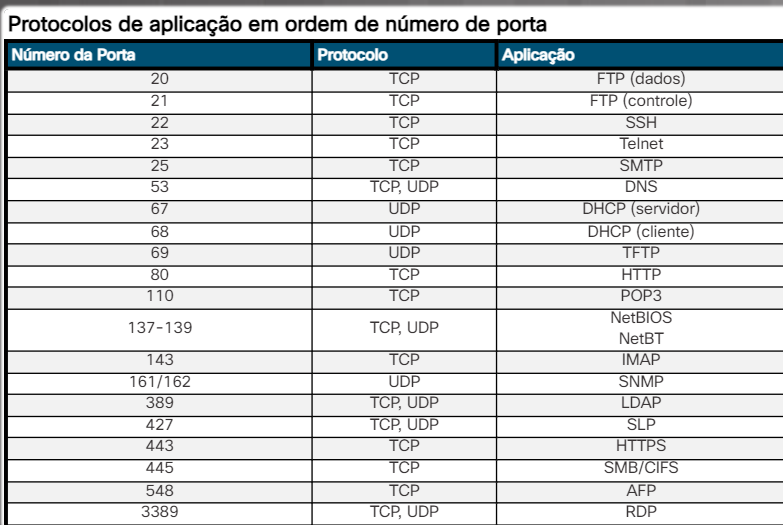 Protocolos de aplicação em ordem de número de porta
Número da Porta Protocolo Aplicação
20 TCP FTP (dados)
21 TCP FTP (controle)
22 TCP SSH
23 TCP Telnet
25 TCP SMTP
53 TCP, UDP DNS
67 UDP DHCP (servidor)
68 UDP DHCP (cliente)
69 UDP TFTP
80 TCP HTTP
110 TCP POP3
137-139 TCP, UDP NetBIOS
NetBT
143 TCP IMAP
161/162 UDP SNMP
389 TCP, UDP LDAP
427 TCP, UDP SLP
443 TCP HTTPS
445 TCP SMB/CIFS
548 TCP AFP
3389 TCP, UDP RDP